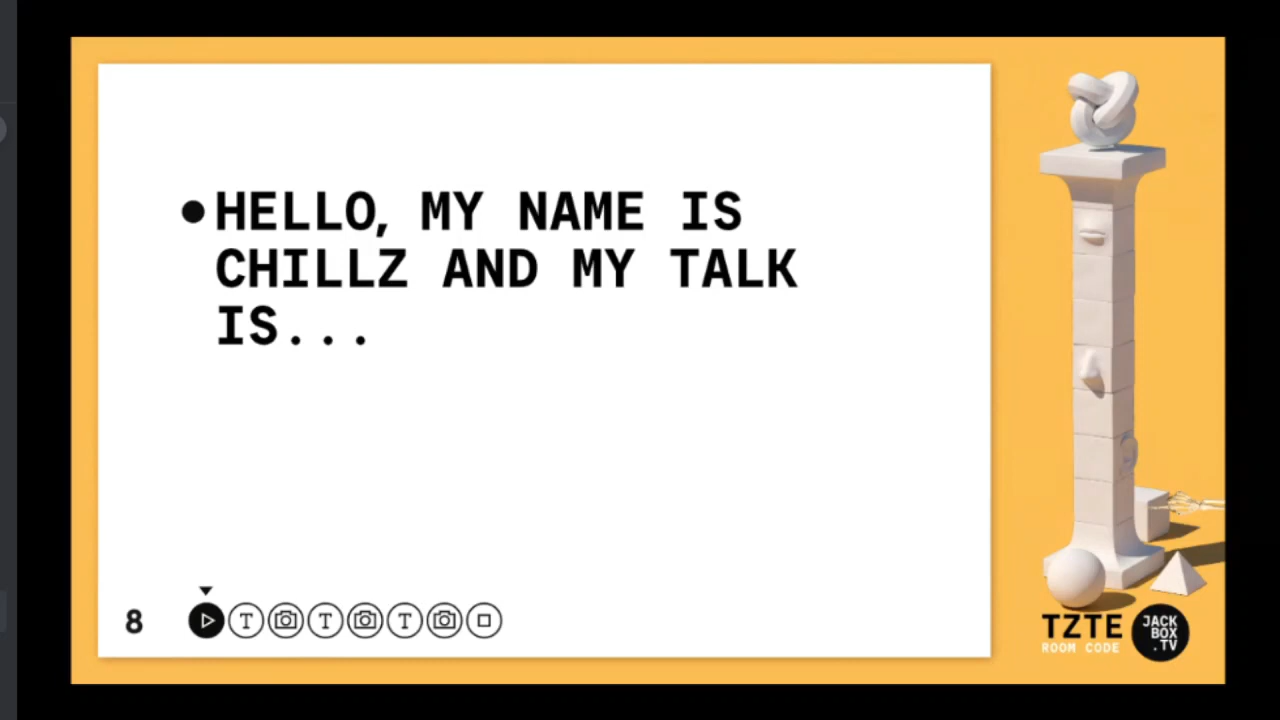 ● HELLO, MY NAME IS
CHILLZ AND MY TALK
IS...
8
T T T
TZTE
ROOM CODE
JACK
BOX
.TV